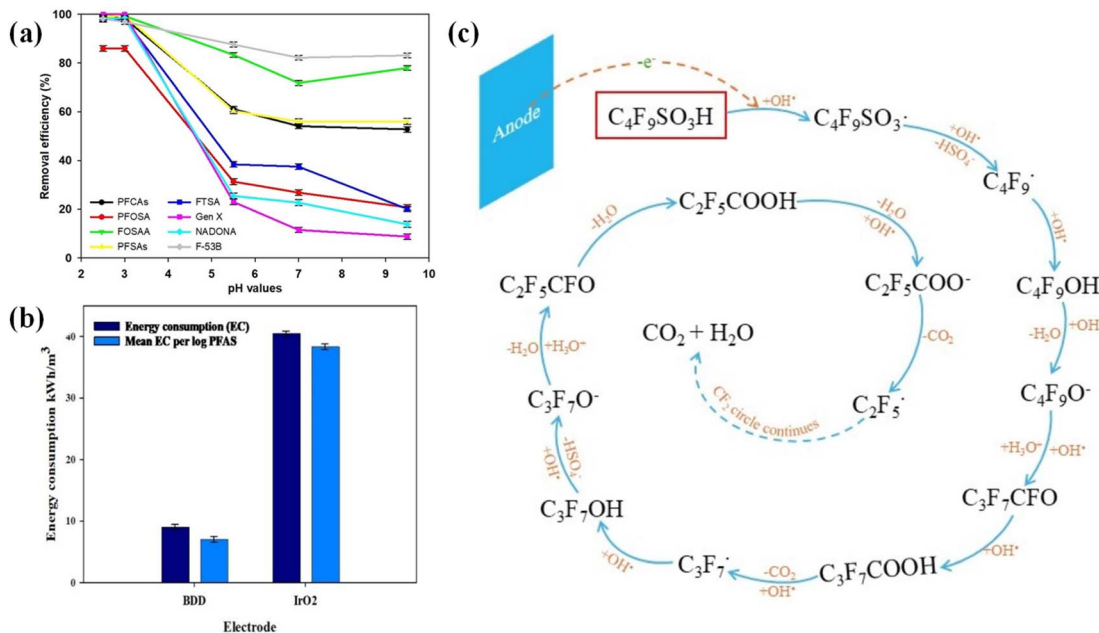 (a)
Removal efficiency (%)
100
80
60
40
20
0
PFCAs
PFOSA
FOSAA
PFSAs
FTSA
Gen X
NADONA
F-53B
2 3 4 5 6 7 8 9 10
pH values
(b)
Energy consumption kWh/m³
40
30
20
10
0
Energy consumption (EC)
Mean EC per log PFAS
BDD IrO2
Electrode
(c)
Anode
-e⁻
C₄F₉SO₃H
+OH•
C₄F₉SO₃·
+OH•
-HSO₄⁻
C₄F₉·
+OH•
C₄F₉OH
-H₂O +OH•
C₄F₉O⁻
+H₃O⁺ +OH•
C₃F₇CFO
+OH•
C₃F₇COOH
-CO₂
+OH•
C₃F₇·
+OH•
C₃F₇OH
-HSO₄⁻
+OH•
C₃F₇O⁻
-H₂O +H₃O⁺
C₂F₅CFO
-H₂O
C₂F₅COOH
-H₂O
+OH•
C₂F₅COO⁻
-CO₂
C₂F₅·
CF₂ circle continues
CO₂ + H₂O